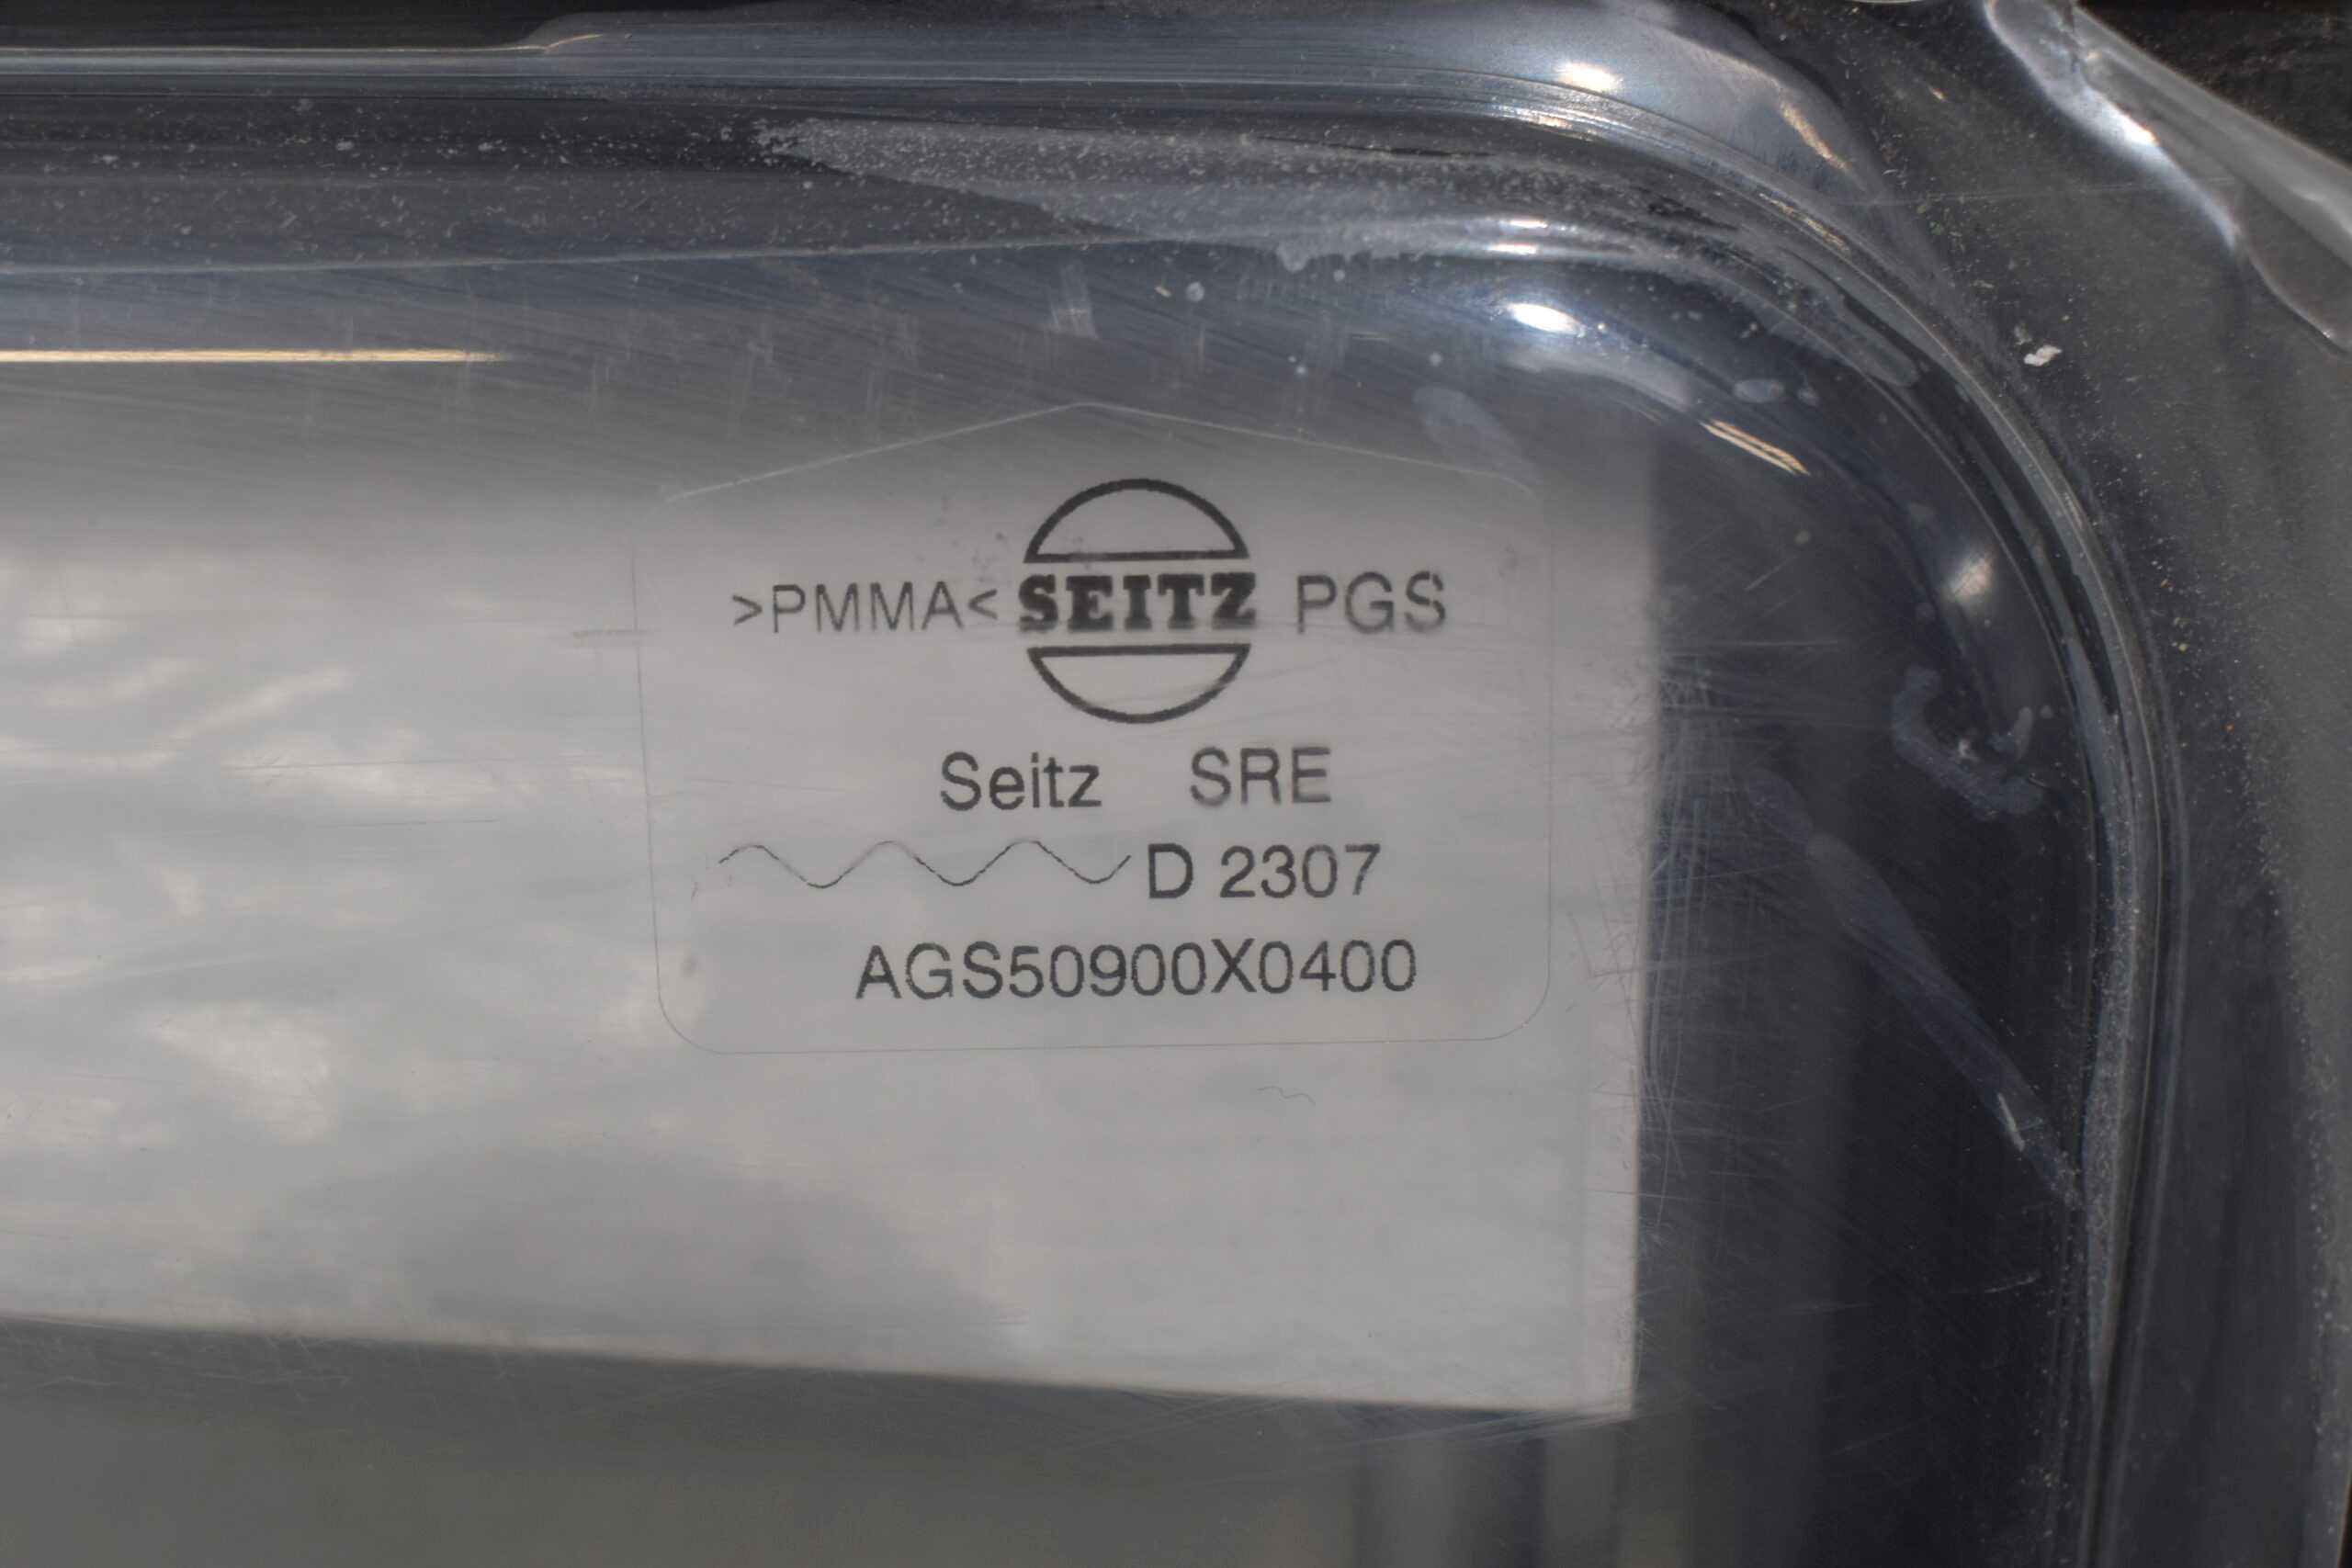 >PMMA< SEITZ PGS
Seitz SRE
D 2307
AGS50900X0400